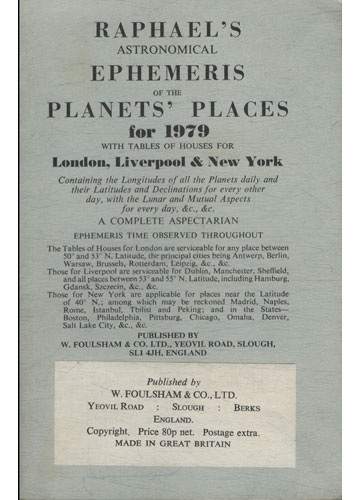 RAPHAEL'S
ASTRONOMICAL
EPHEMERIS
OF THE
PLANETS' PLACES
for 1979
WITH TABLES OF HOUSES FOR
London, Liverpool & New York
Containing the Longitudes of all the Planets daily and
their Latitudes and Declinations for every other
day, with the Lunar and Mutual Aspects
for every day, &c., &c.
A COMPLETE ASPECTARIAN
EPHEMERIS TIME OBSERVED THROUGHOUT
The Tables of Houses for London are serviceable for any place between
50° and 53° N. Latitude, the principal cities being Antwerp, Berlin,
Warsaw, Brussels, Rotterdam, Leipzig, &c., &c.
Those for Liverpool are serviceable for Dublin, Manchester, Sheffield,
and all places between 53° and 55° N. Latitude, including Hamburg,
Gdansk, Szczecin, &c., &c.
Those for New York are applicable for places near the Latitude
of 40° N.; among which may be reckoned Madrid, Naples,
Rome, Istanbul, Tbilisi and Peking; and in the States—
Boston, Philadelphia, Pittsburg, Chicago, Omaha, Denver,
Salt Lake City, &c., &c.
PUBLISHED BY
W. FOULSHAM & CO. LTD., YEOVIL ROAD, SLOUGH,
SL1 4JH, ENGLAND
Published by
W. FOULSHAM & CO., LTD.
YEOVIL ROAD : SLOUGH : BERKS
ENGLAND.
Copyright. Price 80p net. Postage extra.
MADE IN GREAT BRITAIN